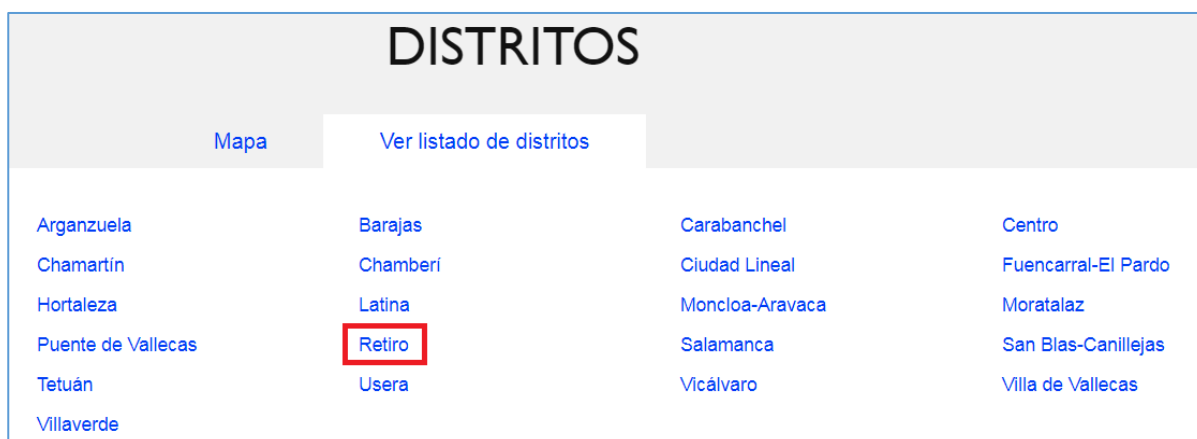 DISTRITOS
Mapa Ver listado de distritos
Arganzuela Barajas Carabanchel Centro
Chamartín Chamberí Ciudad Lineal Fuencarral-El Pardo
Hortaleza Latina Moncloa-Aravaca Moratalaz
Puente de Vallecas Retiro Salamanca San Blas-Canillejas
Tetuán Usera Vicálvaro Villa de Vallecas
Villaverde